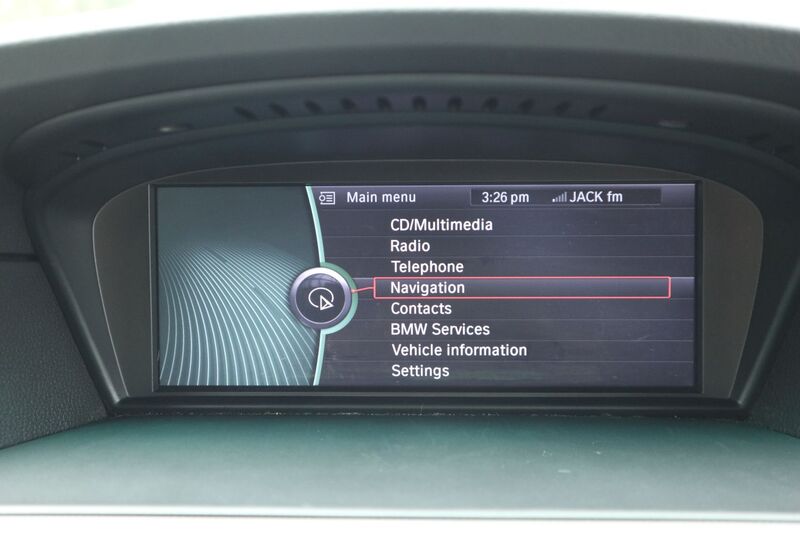 Main menu 3:26 pm JACK fm
CD/Multimedia
Radio
Telephone
Navigation
Contacts
BMW Services
Vehicle information
Settings